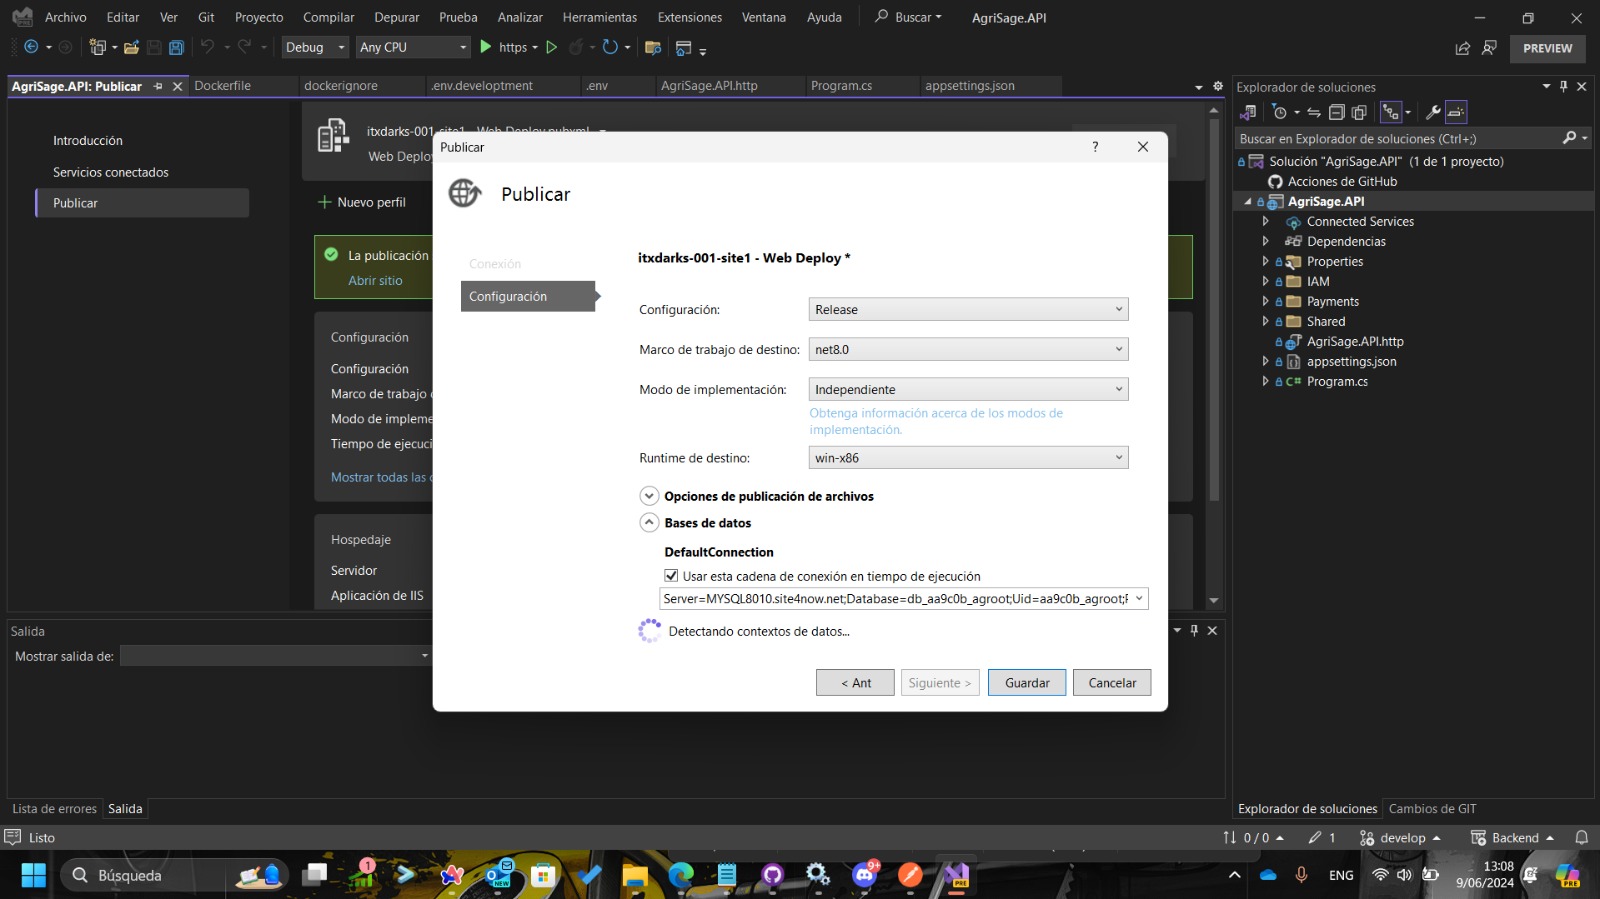 Archivo Editar Ver Git Proyecto Compilar Depurar Prueba Analizar Herramientas Extensiones Ventana Ayuda Buscar AgriSage.API
Debug Any CPU https PREVIEW
AgriSage.API: Publicar Dockerfile dockerignore .env.developtment .env AgriSage.API.http Program.cs appsettings.json
Introducción
Servicios conectados
Publicar
Web Deploy
Nuevo perfil
La publicación
Abrir sitio
Configuración
Configuración
Marco de trabajo
Modo de impleme
Tiempo de ejecuci
Mostrar todas las
Hospedaje
Servidor
Aplicación de IIS
Publicar ?
Publicar
Conexión
Configuración
itxdarks-001-site1 - Web Deploy *
Configuración: Release
Marco de trabajo de destino: net8.0
Modo de implementación: Independiente
Obtenga información acerca de los modos de
implementación.
Runtime de destino: win-x86
Opciones de publicación de archivos
Bases de datos
DefaultConnection
Usar esta cadena de conexión en tiempo de ejecución
Server=MYSQL8010.site4now.net;Database=db_aa9c0b_agroot;Uid=aa9c0b_agroot;
Detectando contextos de datos...
< Ant Siguiente > Guardar Cancelar
Explorador de soluciones
Buscar en Explorador de soluciones (Ctrl+;)
Solución "AgriSage.API" (1 de 1 proyecto)
Acciones de GitHub
AgriSage.API
Connected Services
Dependencias
Properties
IAM
Payments
Shared
AgriSage.API.http
appsettings.json
C# Program.cs
Salida
Mostrar salida de:
Lista de errores Salida
Explorador de soluciones Cambios de GIT
Listo 0 / 0 1 develop Backend
Búsqueda 1 NEW 9+ PRE ENG 13:08 PRE
9/06/2024